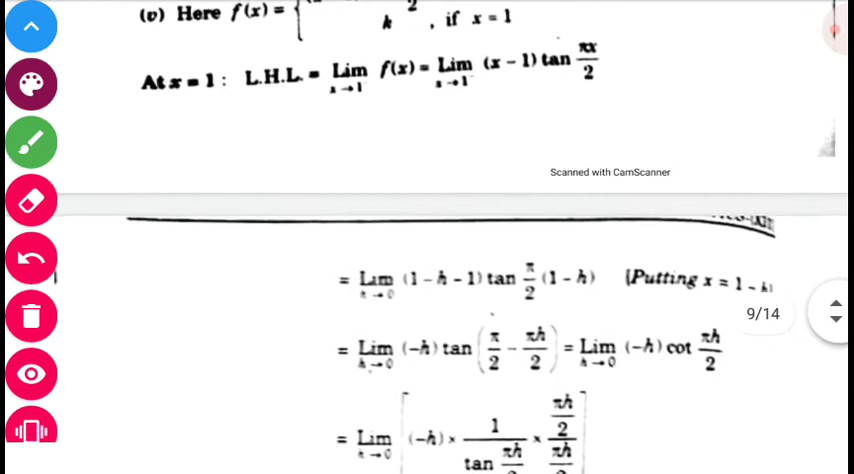 (v) Here f(x) = { k², if x = 1
At x = 1 : L.H.L. = Lim x→1 f(x) = Lim x→1 (x – 1) tan πx/2
Scanned with CamScanner
= Lim h→0 (1 – h – 1) tan π/2 (1 – h) {Putting x = 1 – h}
9/14
= Lim h→0 (–h) tan (π/2 – πh/2) = Lim h→0 (–h) cot πh/2
= Lim h→0 [(–h) × 1/tan πh/2 × πh/2 / πh/2]